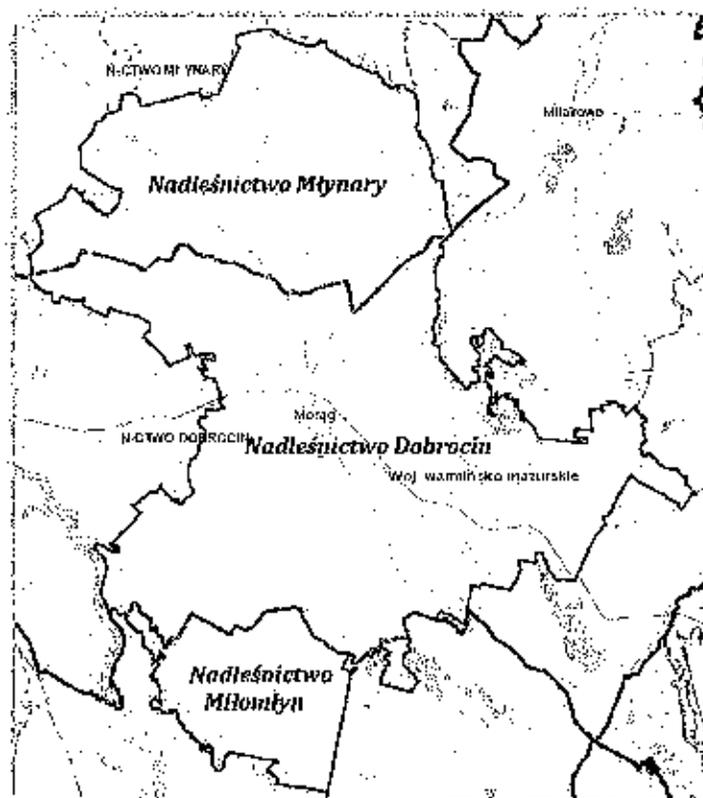 N-CTWO MŁYNARY
Miłakowo
Nadleśnictwo Młynary
Morąg
N-CTWO DOBROCIN
Nadleśnictwo Dobrocin
Woj. warmińsko mazurskie
Nadleśnictwo
Miłomłyn